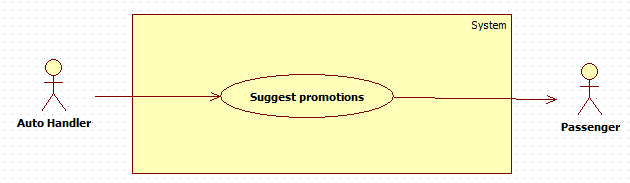 System
Suggest promotions
Auto Handler
Passenger